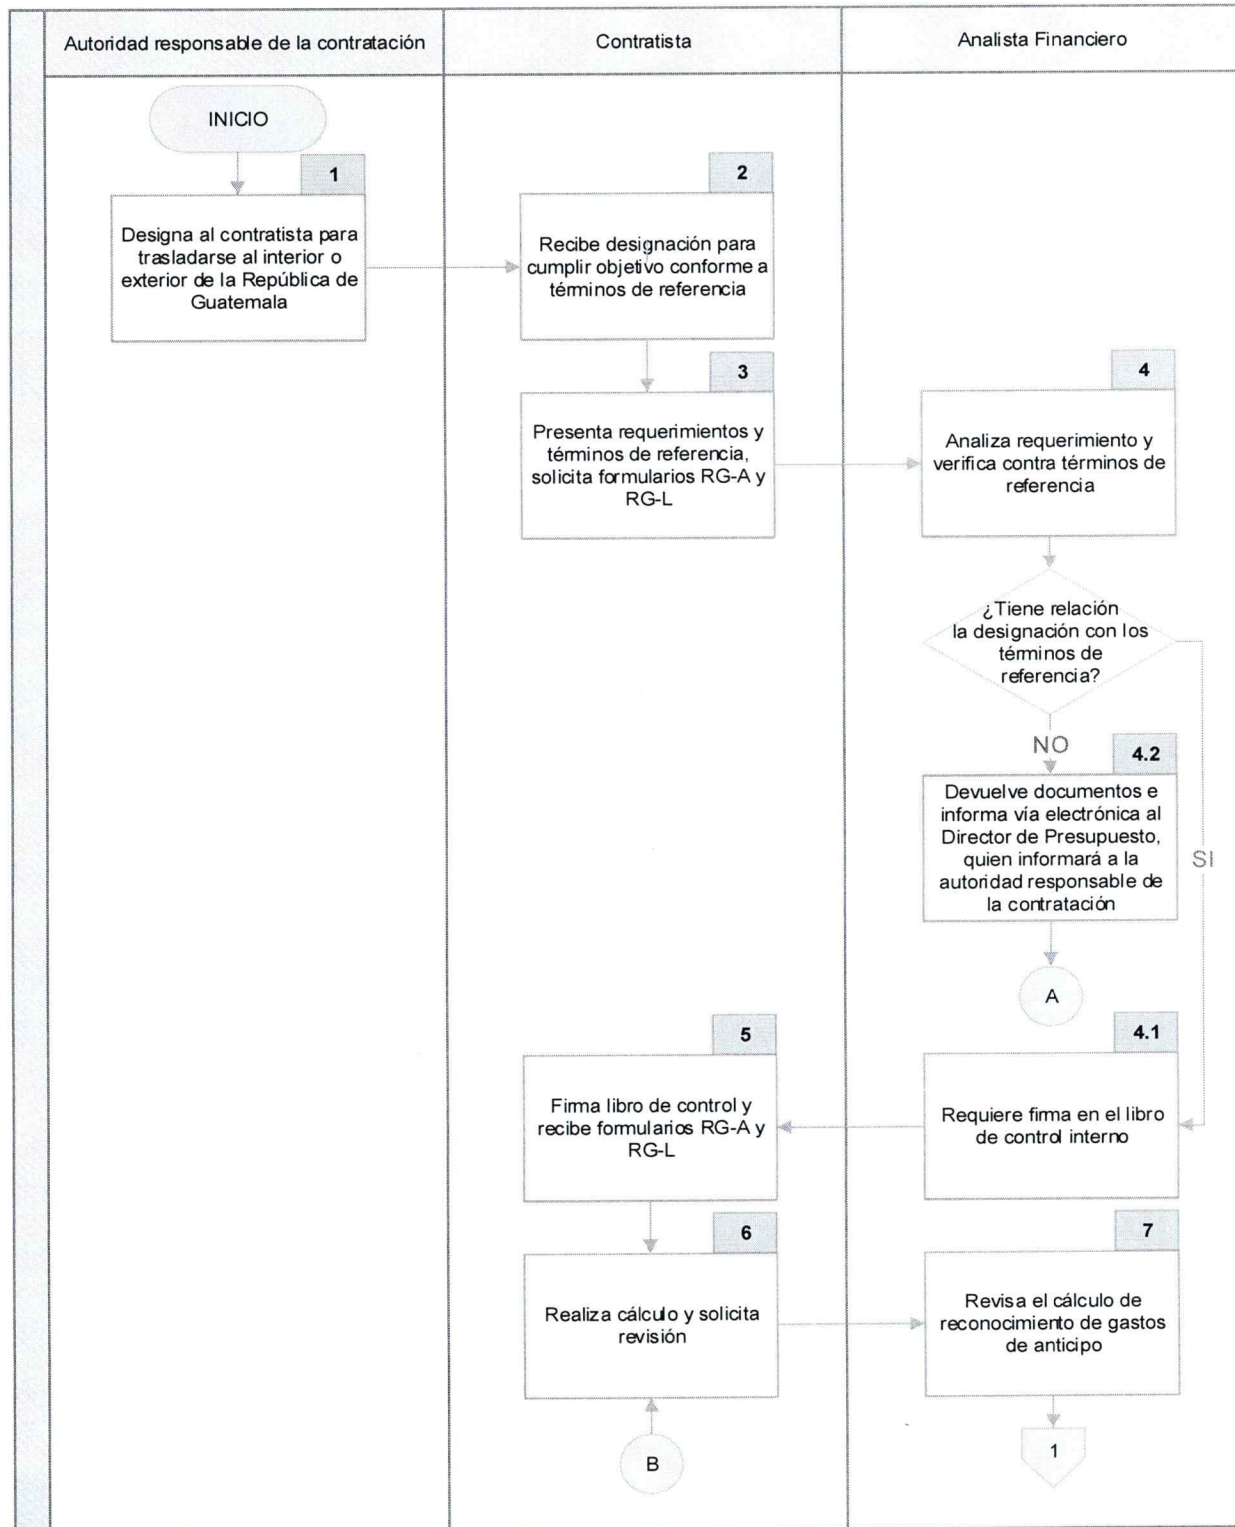 Autoridad responsable de la contratación
Contratista
Analista Financiero
INICIO
1
Designa al contratista para
trasladarse al interior o
exterior de la República de
Guatemala
2
Recibe designación para
cumplir objetivo conforme a
términos de referencia
3
Presenta requerimientos y
términos de referencia,
solicita formularios RG-A y
RG-L
4
Analiza requerimiento y
verifica contra términos de
referencia
¿Tiene relación
la designación con los
términos de
referencia?
NO
SI
4.2
Devuelve documentos e
informa vía electrónica al
Director de Presupuesto,
quien informará a la
autoridad responsable de
la contratación
A
4.1
Requiere firma en el libro
de control interno
5
Firma libro de control y
recibe formularios RG-A y
RG-L
6
Realiza cálculo y solicita
revisión
B
7
Revisa el cálculo de
reconocimiento de gastos
de anticipo
1